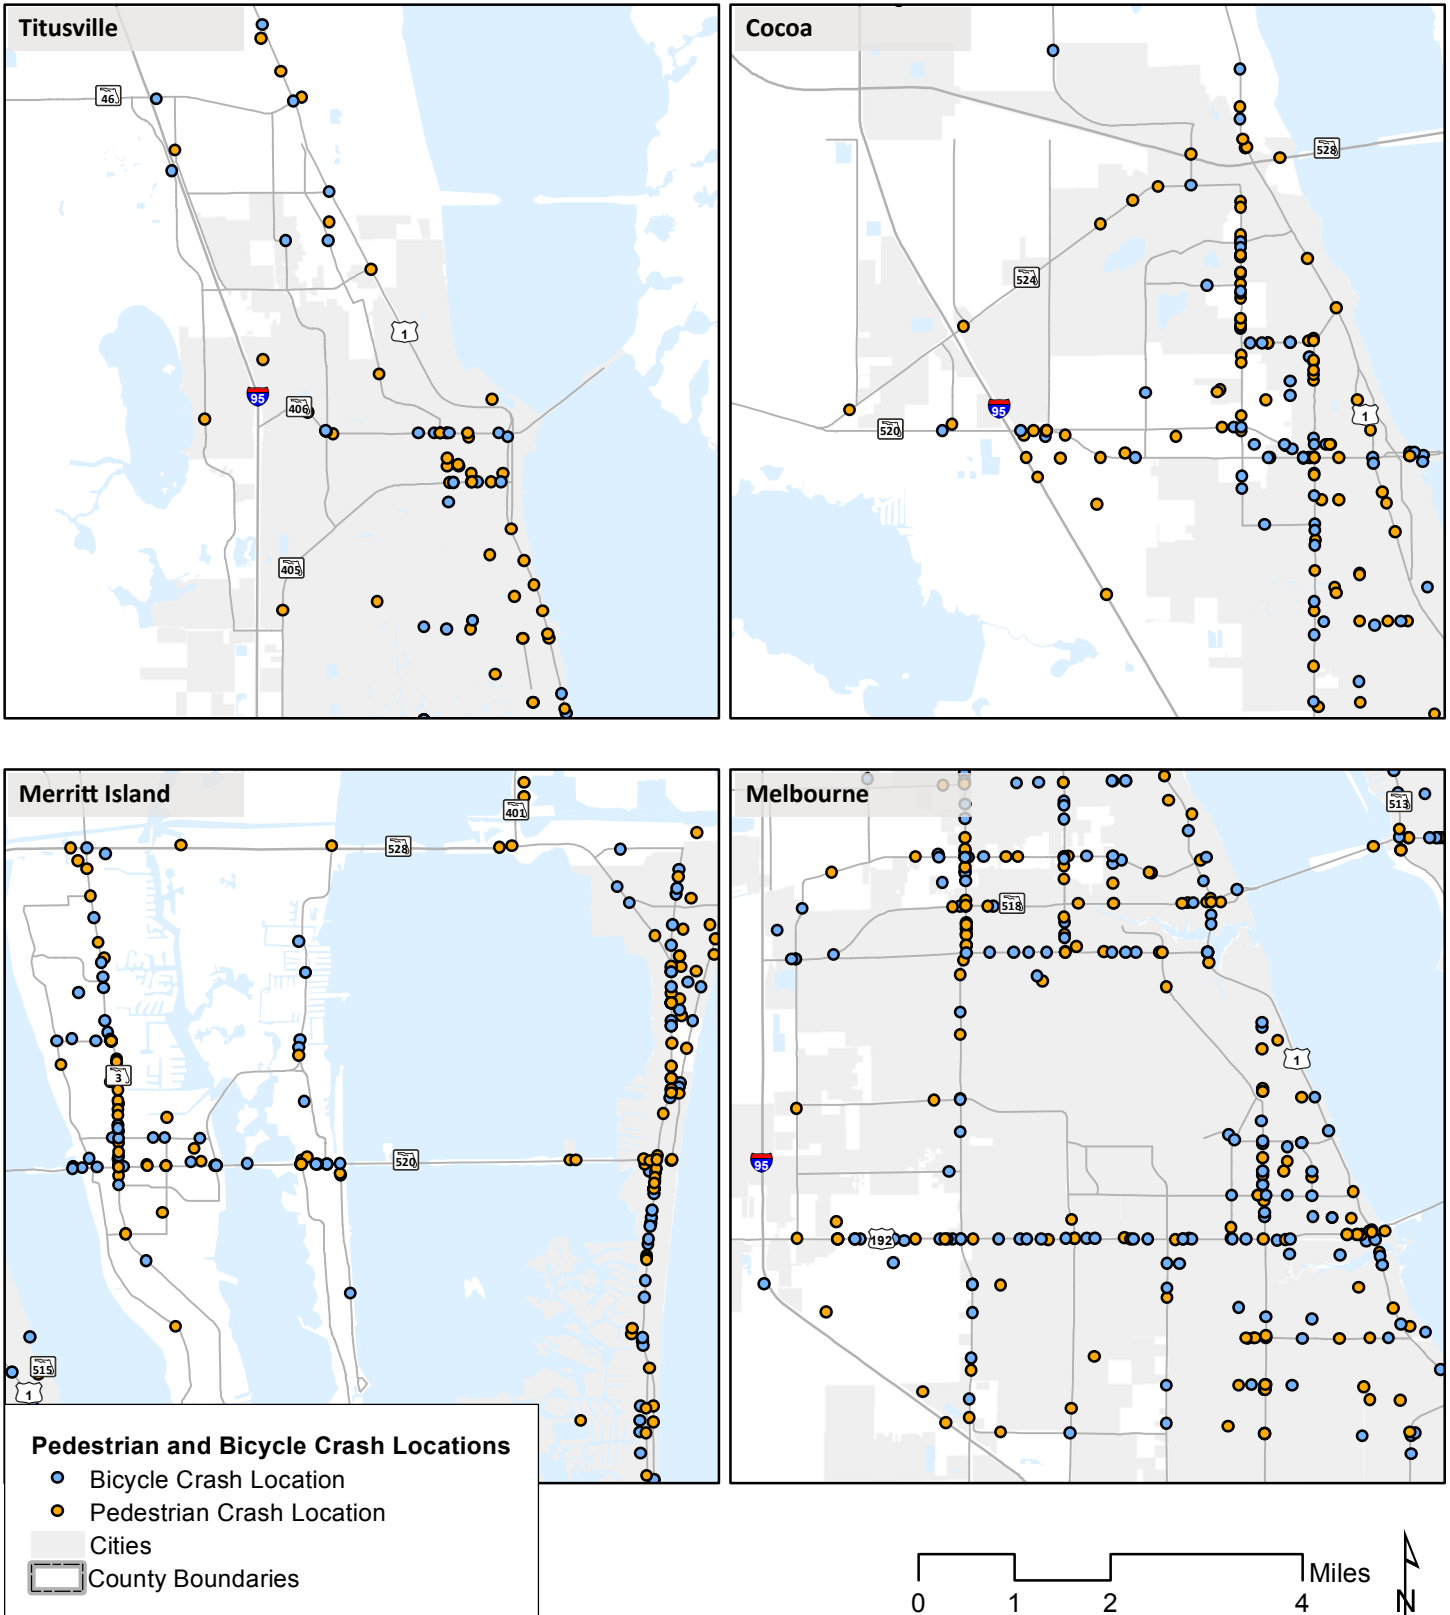 Titusville
46
1
95
406
405
Cocoa
528
524
95
520
1
Merritt Island
401
528
3
520
515
1
Melbourne
513
518
1
95
192
Pedestrian and Bicycle Crash Locations
Bicycle Crash Location
Pedestrian Crash Location
Cities
County Boundaries
Miles
0 1 2 4
N